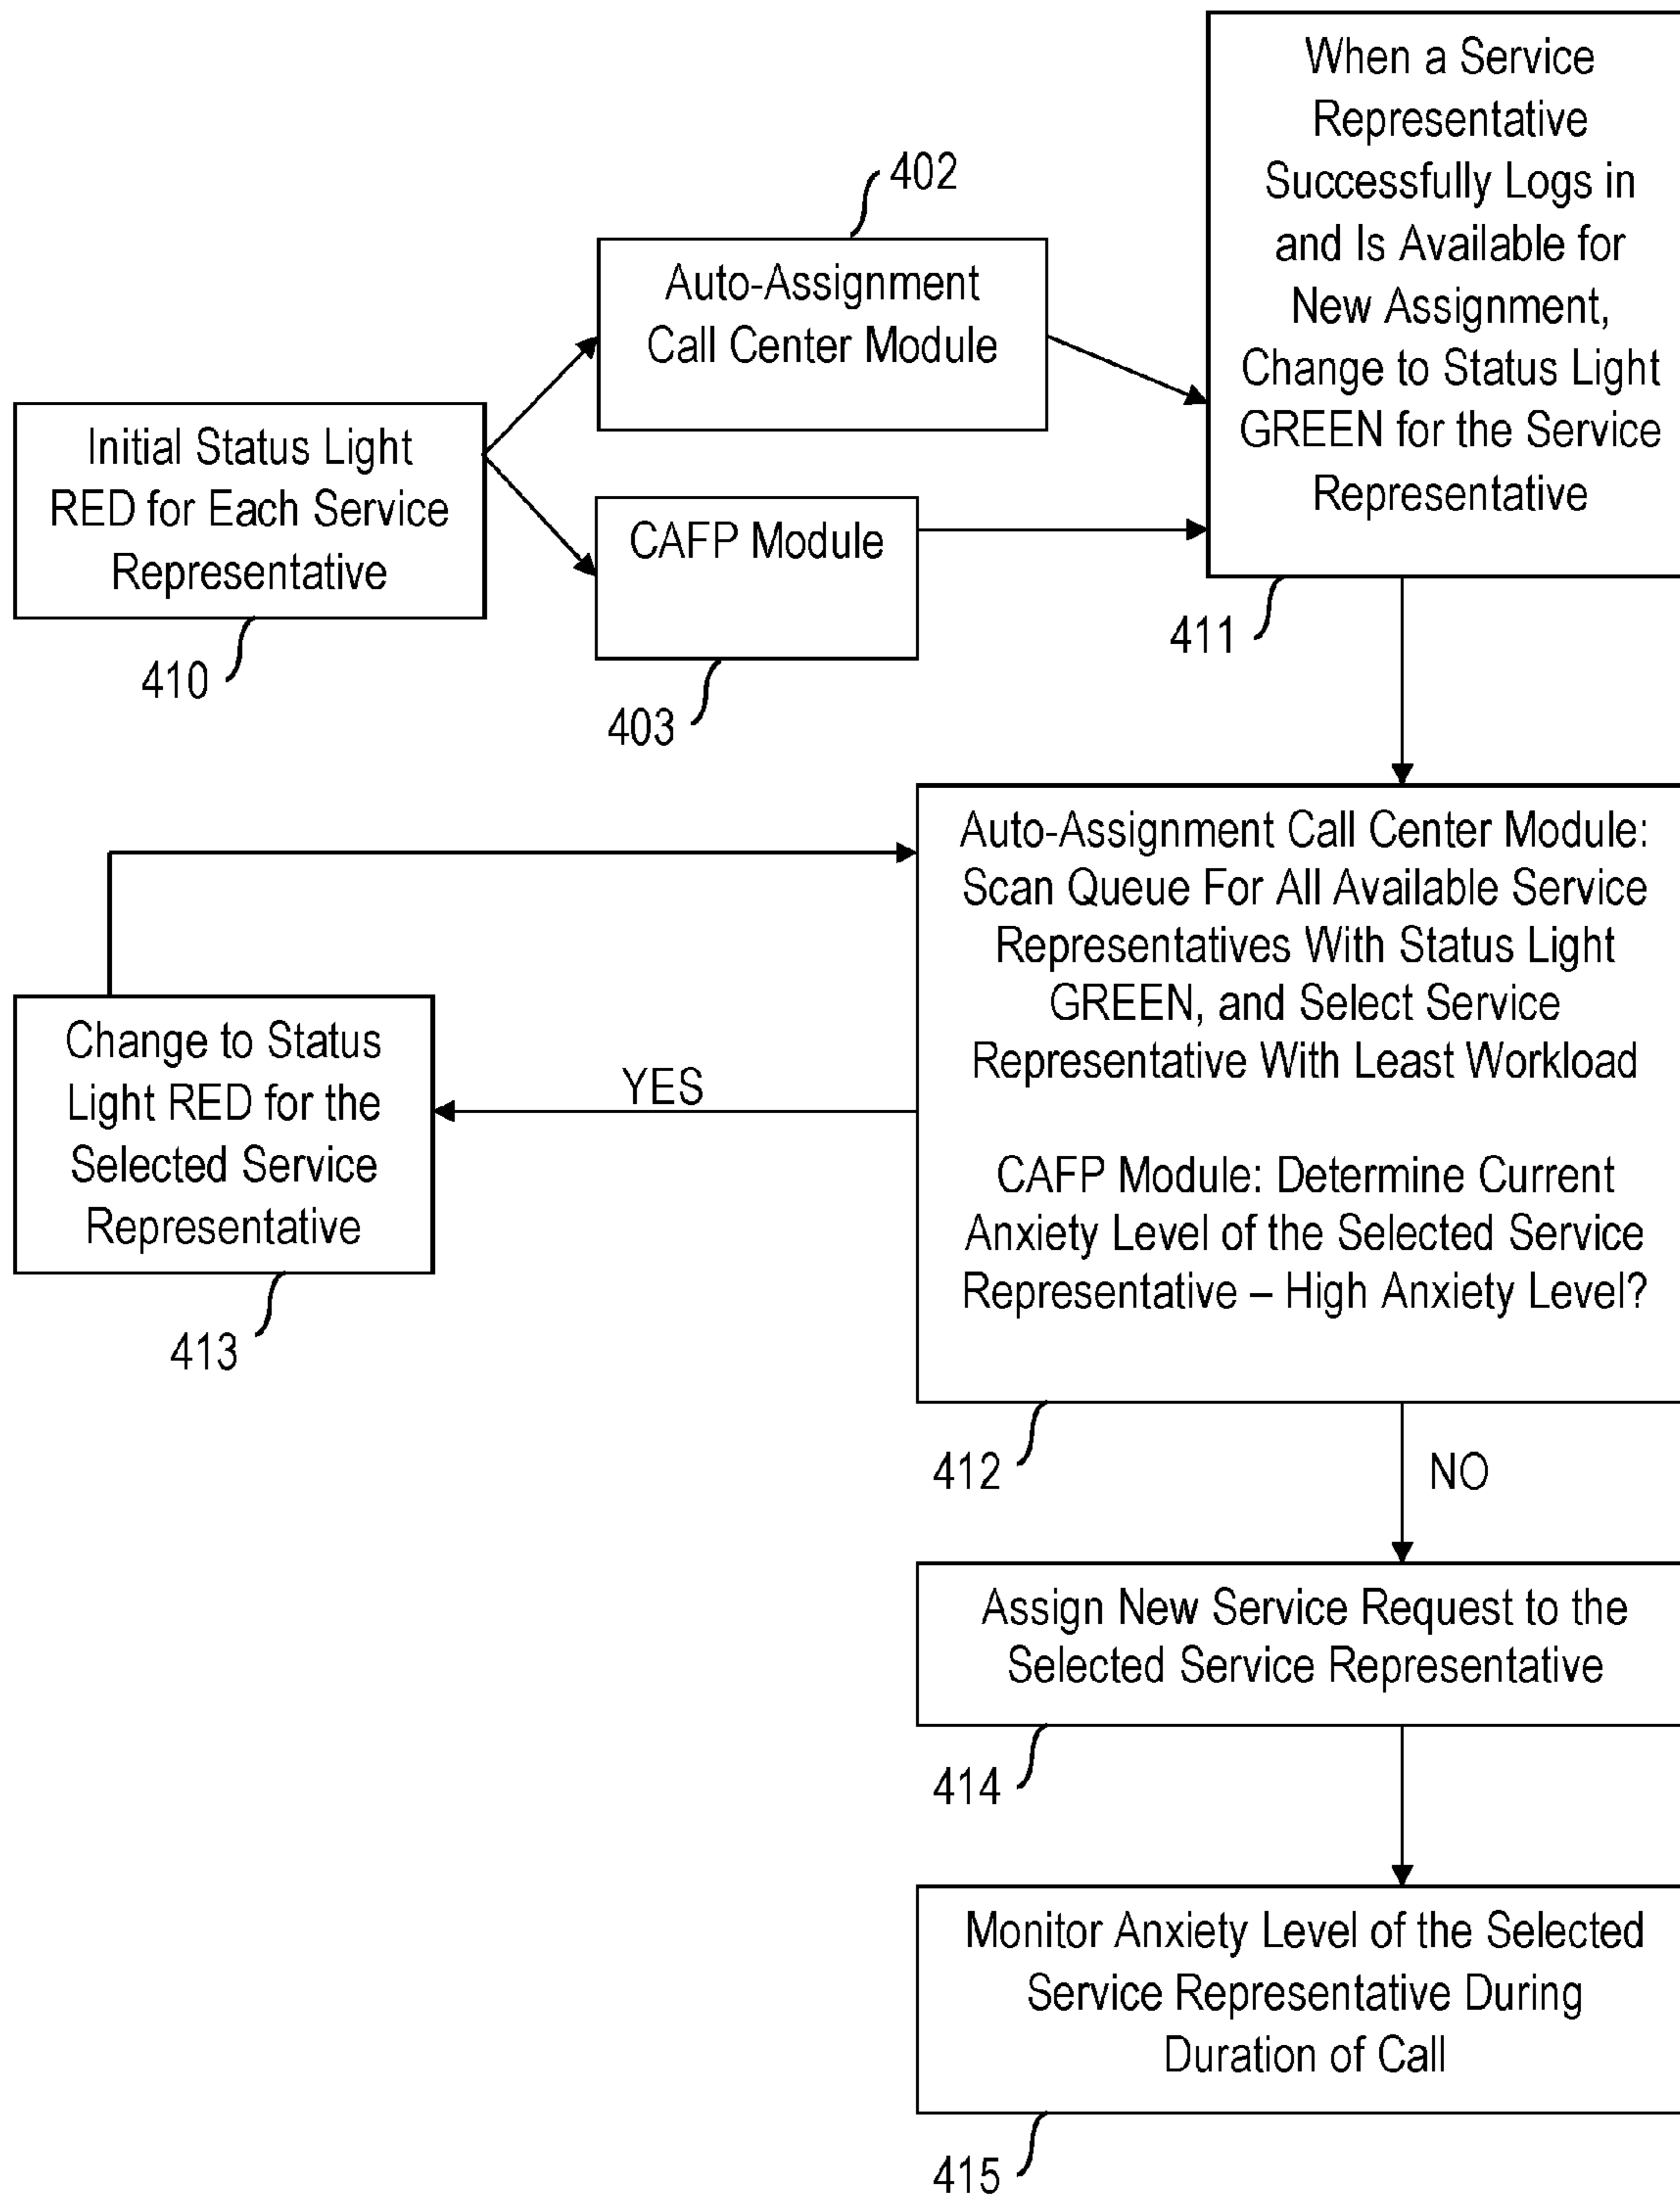 Initial Status Light
RED for Each Service
Representative
410
402
Auto-Assignment
Call Center Module
CAFP Module
403
When a Service
Representative
Successfully Logs in
and Is Available for
New Assignment,
Change to Status Light
GREEN for the Service
Representative
411
Auto-Assignment Call Center Module:
Scan Queue For All Available Service
Representatives With Status Light
GREEN, and Select Service
Representative With Least Workload
CAFP Module: Determine Current
Anxiety Level of the Selected Service
Representative – High Anxiety Level?
412
YES
Change to Status
Light RED for the
Selected Service
Representative
413
NO
Assign New Service Request to the
Selected Service Representative
414
Monitor Anxiety Level of the Selected
Service Representative During
Duration of Call
415